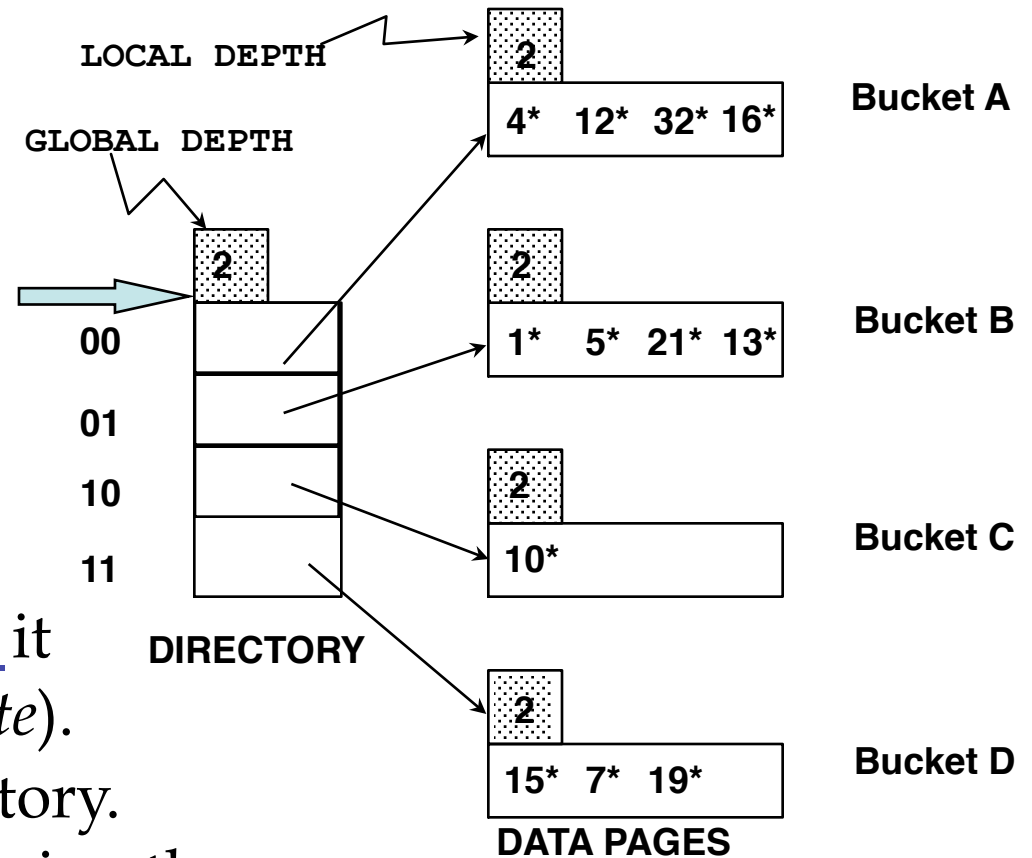 LOCAL DEPTH
2
4* 12* 32* 16*
Bucket A
GLOBAL DEPTH
2
2
1* 5* 21* 13*
Bucket B
00
01
10
11
2
10*
Bucket C
DIRECTORY
2
15* 7* 19*
Bucket D
DATA PAGES
it
te).
tory.